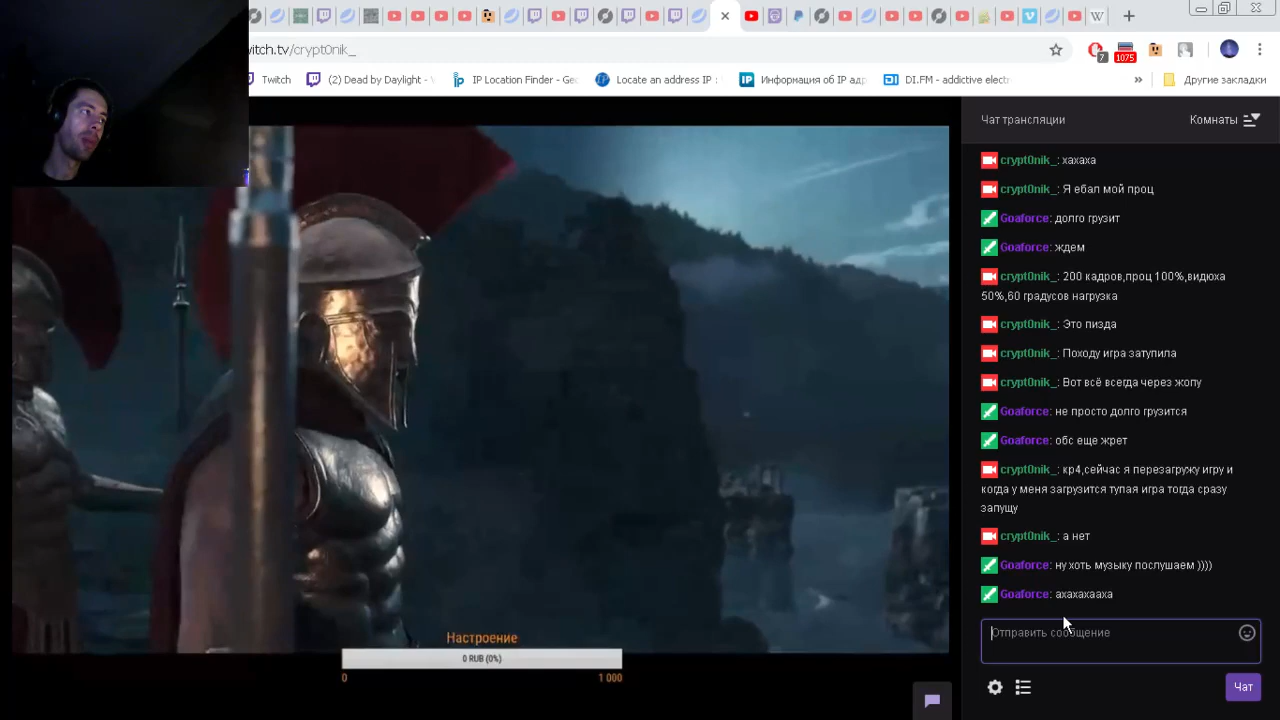 witch.tv/crypt0nik_
7
1075
Twitch
(2) Dead by Daylight -
IP Location Finder - Geo
Locate an address IP :
Информация об IP адр
DI.FM - addictive electr
»
Другие закладки
Чат трансляции
Комнаты
crypt0nik_: хахаха
crypt0nik_: Я ебал мой проц
Goaforce: долго грузит
Goaforce: ждем
crypt0nik_: 200 кадров,проц 100%,видюха
50%,60 градусов нагрузка
crypt0nik_: Это пизда
crypt0nik_: Походу игра затупила
crypt0nik_: Вот всё всегда через жопу
Goaforce: не просто долго грузится
Goaforce: обс еще жрет
crypt0nik_: кр4,сейчас я перезагружу игру и
когда у меня загрузится тупая игра тогда сразу
запущу
crypt0nik_: а нет
Goaforce: ну хоть музыку послушаем ))))
Goaforce: ахахахааха
Отправить сообщение
Чат
Настроение
0 RUB (0%)
0
1 000